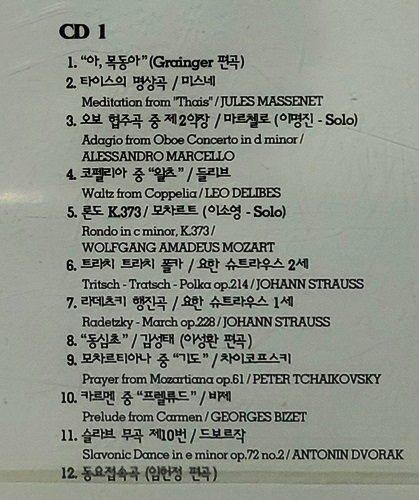 CD 1
1. "아, 목동아" (Grainger 편곡)
2. 타이스의 명상곡 / 미스네
Meditation from "Thais" / JULES MASSENET
3. 오보 협주곡 중 제2악장 / 마르첼로 (이명진 - Solo)
Adagio from Oboe Concerto in d minor /
ALESSANDRO MARCELLO
4. 코펠리아 중 "왈츠" / 들리브
Waltz from Coppelia / LEO DELIBES
5. 론도 K.373 / 모차르트 (이소영 - Solo)
Rondo in c minor, K.373 /
WOLFGANG AMADEUS MOZART
6. 트라치 트라치 폴카 / 요한 슈트라우스 2세
Tritsch - Tratsch - Polka op.214 / JOHANN STRAUSS
7. 라데츠키 행진곡 / 요한 슈트라우스 1세
Radetzky - March op.228 / JOHANN STRAUSS
8. "동심초" / 김성태 (이성환 편곡)
9. 모차르티아나 중 "기도" / 차이코프스키
Prayer from Mozartiana op.61 / PETER TCHAIKOVSKY
10. 카르멘 중 "프렐류드" / 비제
Prelude from Carmen / GEORGES BIZET
11. 슬라브 무곡 제10번 / 드보르작
Slavonic Dance in e minor op.72 no.2 / ANTONIN DVORAK
12. 동요접속곡 (임헌정 편곡)